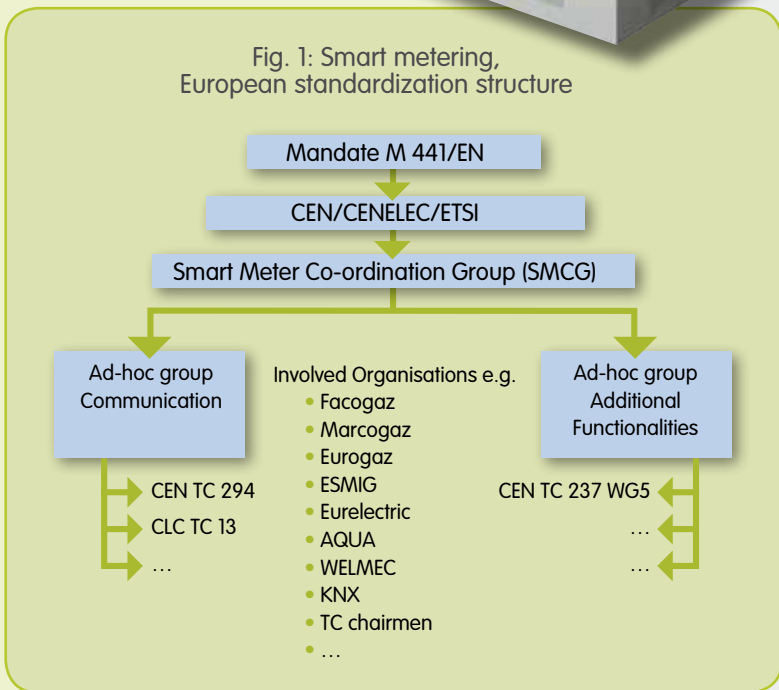 Fig. 1: Smart metering,
European standardization structure
Mandate M 441/EN
CEN/CENELEC/ETSI
Smart Meter Co-ordination Group (SMCG)
Ad-hoc group
Communication
CEN TC 294
CLC TC 13
…
Involved Organisations e.g.
• Facogaz
• Marcogaz
• Eurogaz
• ESMIG
• Eurelectric
• AQUA
• WELMEC
• KNX
• TC chairmen
• …
Ad-hoc group
Additional
Functionalities
CEN TC 237 WG5
…
…